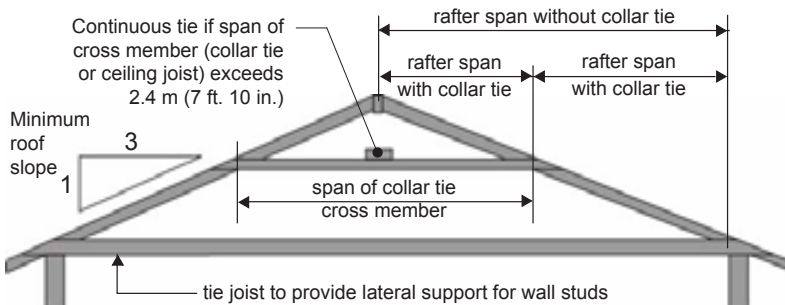 Continuous tie if span of
cross member (collar tie
or ceiling joist) exceeds
2.4 m (7 ft. 10 in.)
rafter span without collar tie
rafter span
with collar tie
rafter span
with collar tie
Minimum
roof
slope
3
1
span of collar tie
cross member
tie joist to provide lateral support for wall studs